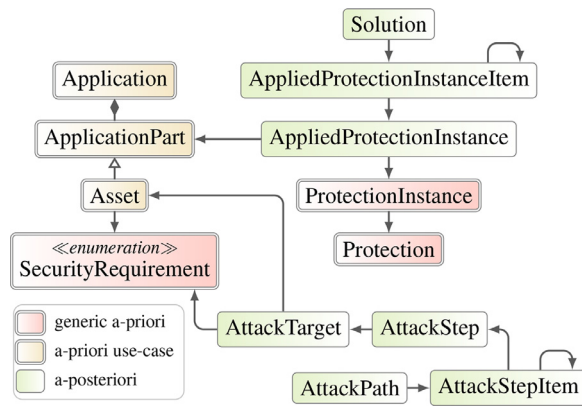 Solution
Application
AppliedProtectionInstanceItem
ApplicationPart
AppliedProtectionInstance
Asset
ProtectionInstance
≪enumeration≫
SecurityRequirement
Protection
generic a-priori
a-priori use-case
a-posteriori
AttackTarget
AttackStep
AttackPath
AttackStepItem